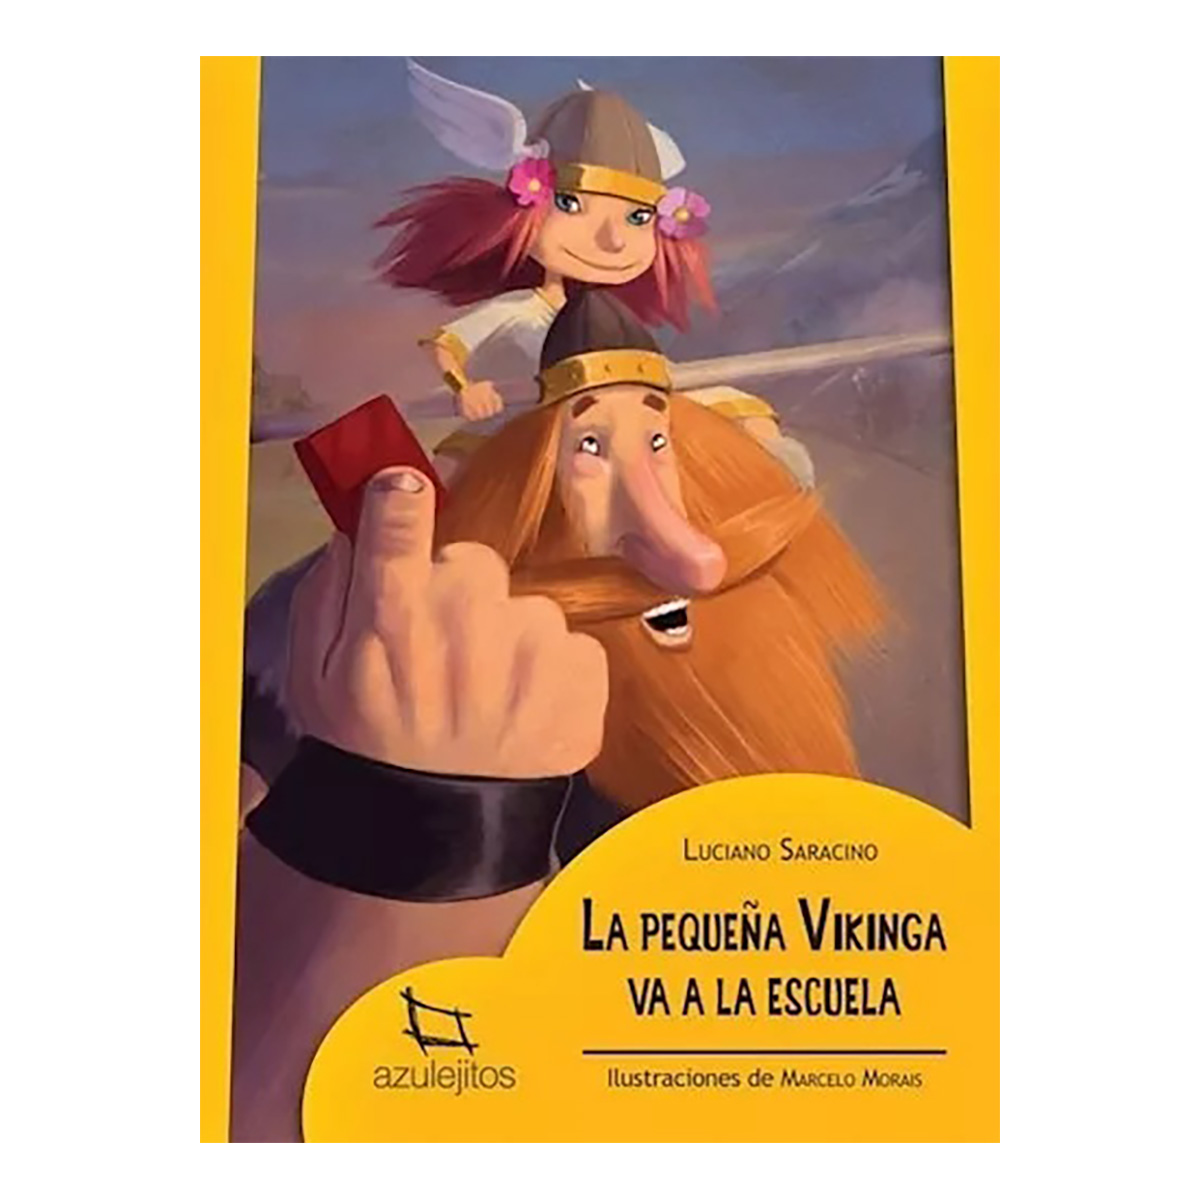 LUCIANO SARACINO
LA PEQUEÑA VIKINGA
VA A LA ESCUELA
azulejitos
Ilustraciones de MARCELO MORAIS